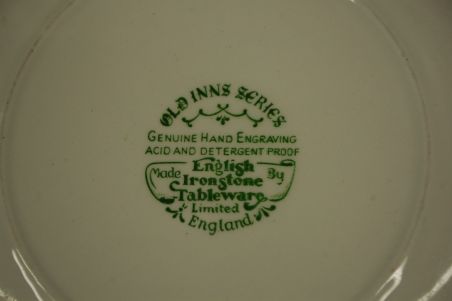 OLD INNS SERIES
GENUINE HAND ENGRAVING
ACID AND DETERGENT PROOF
Made English By
Ironstone
Tableware
Limited
England